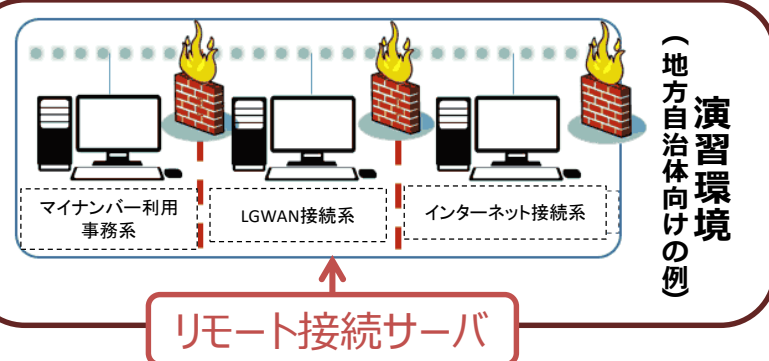 マイナンバー利用
事務系
LGWAN接続系
インターネット接続系
演習環境
(地方自治体向けの例)
リモート接続サーバ